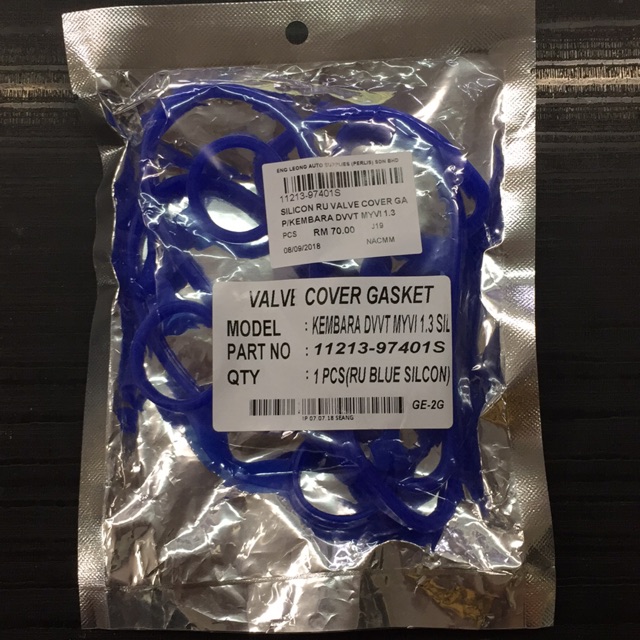 ENG LEONG AUTO SUPPLIES (PERLIS) SDN BHD
11213-97401S
SILICON RU VALVE COVER GA
P/KEMBARA DVVT MYVI 1.3
PCS RM 70.00 J19
08/09/2018 NACMM
VALVE COVER GASKET
MODEL : KEMBARA DVVT MYVI 1.3 SIL
PART NO : 11213-97401S
QTY : 1 PCS(RU BLUE SILCON)
GE-2G
IP 07.07.18 SEANG